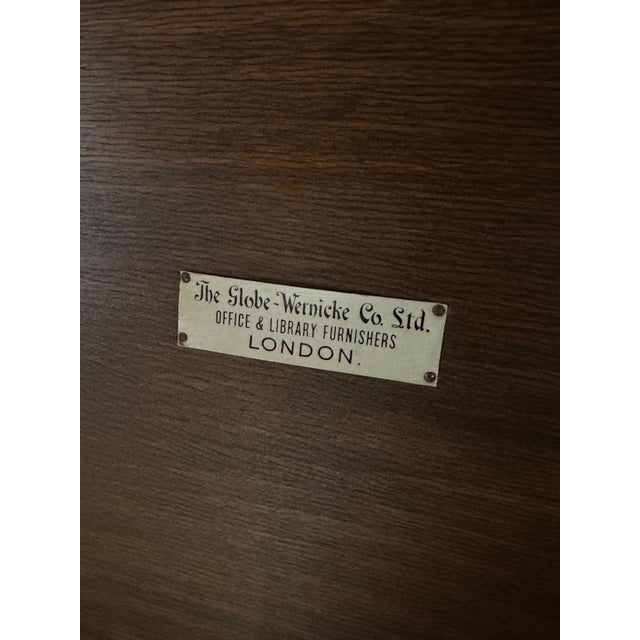 The Globe-Wernicke Co. Ltd.
OFFICE & LIBRARY FURNISHERS
LONDON.